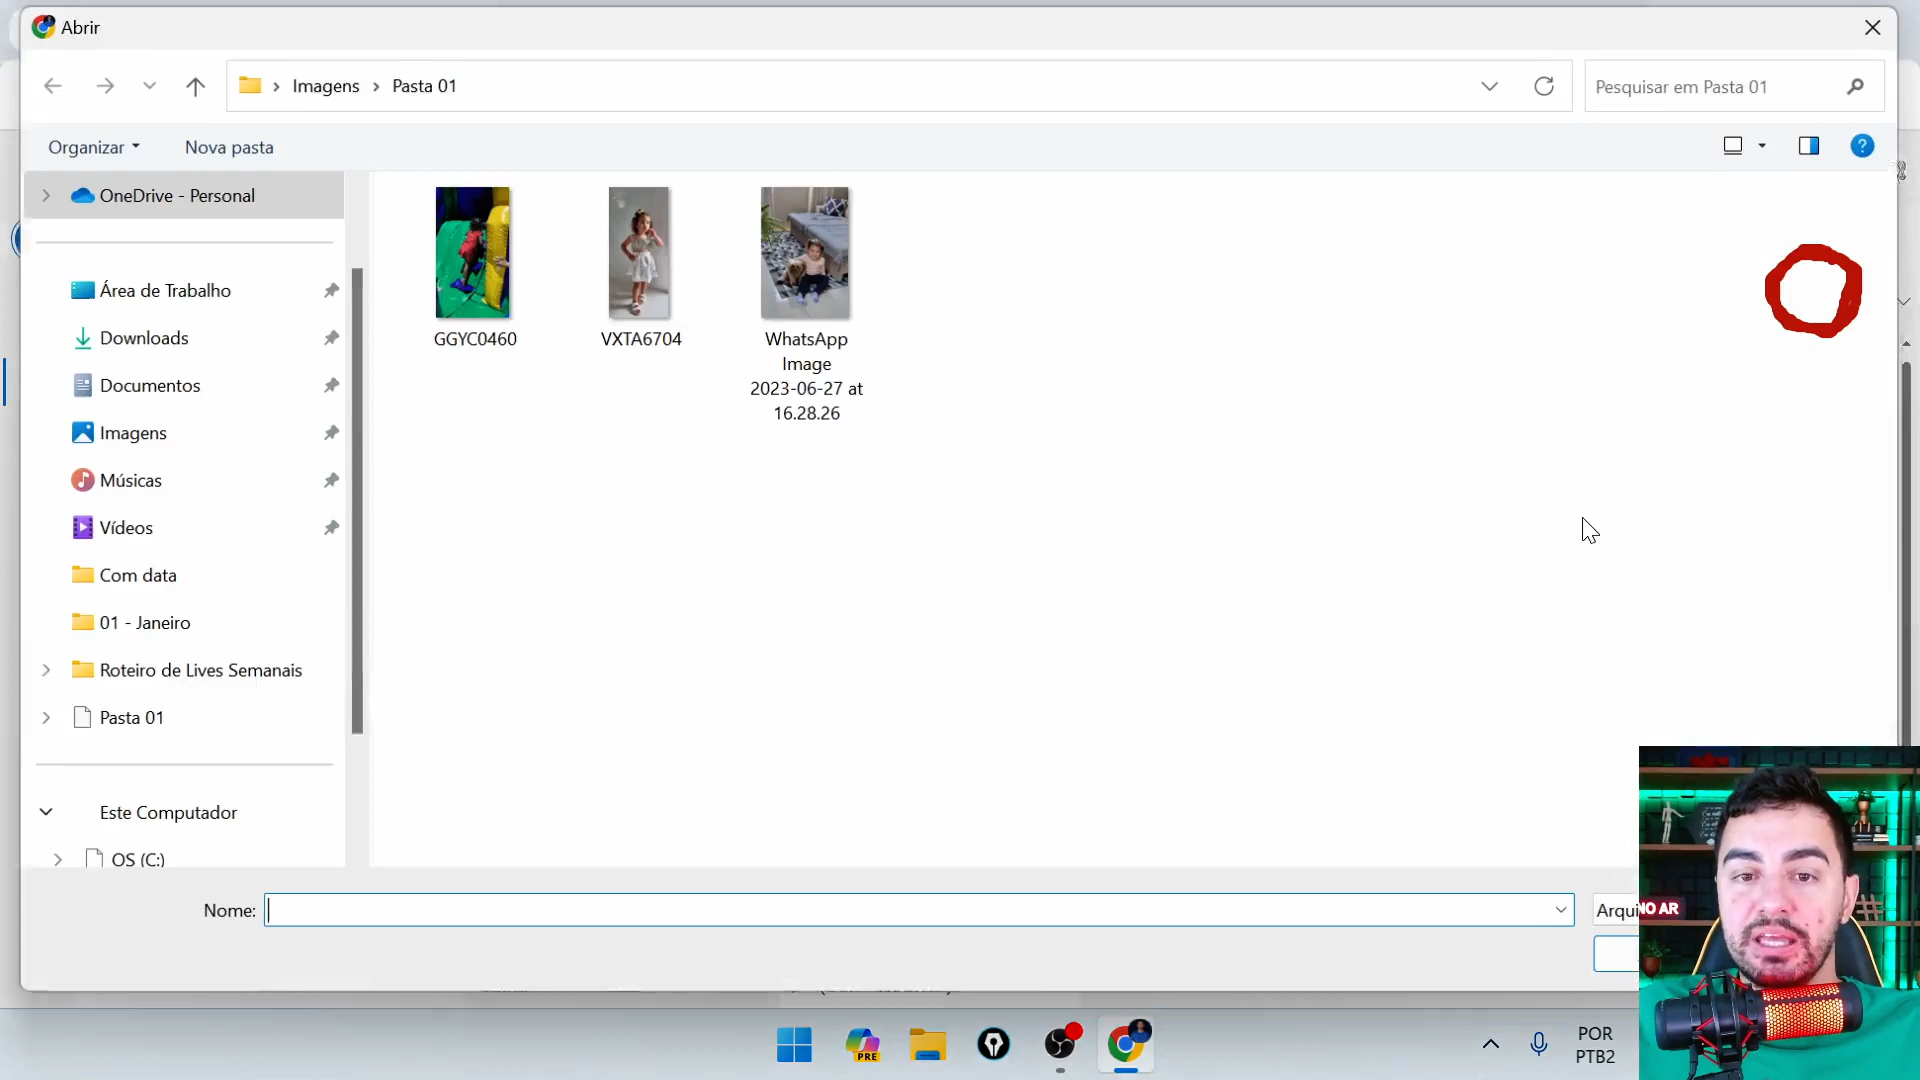 Abrir
Imagens
Pasta 01
Pesquisar em Pasta 01
Organizar
Nova pasta
OneDrive - Personal
Área de Trabalho
Downloads
Documentos
Imagens
Músicas
Vídeos
Com data
01 - Janeiro
Roteiro de Lives Semanais
Pasta 01
Este Computador
OS (C:)
GGYC0460
VXTA6704
WhatsApp
Image
2023-06-27 at
16.28.26
Nome:
Arqui
NO AR
PRE
POR
PTB2